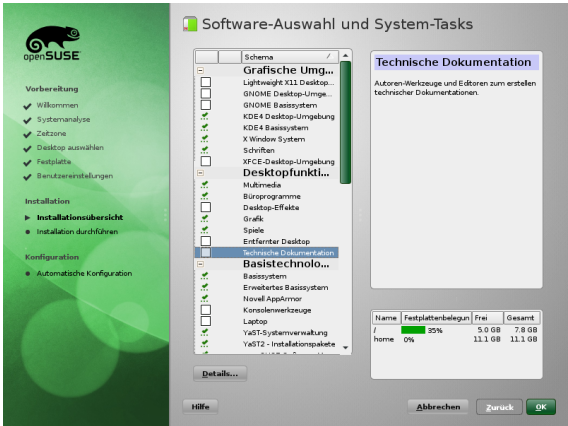 openSUSE
Software-Auswahl und System-Tasks
Vorbereitung
Willkommen
Systemanalyse
Zeitzone
Desktop auswählen
Festplatte
Benutzereinstellungen
Installation
Installationsübersicht
Installation durchführen
Konfiguration
Automatische Konfiguration
Schema
Grafische Umg...
Lightweight X11 Desktop...
GNOME Desktop-Umge...
GNOME Basissystem
KDE4 Desktop-Umgebung
KDE4 Basissystem
X Window System
Schriften
XFCE-Desktop-Umgebung
Desktopfunkti...
Multimedia
Büroprogramme
Desktop-Effekte
Grafik
Spiele
Entfernter Desktop
Technische Dokumentation
Basistechnolo...
Basissystem
Erweitertes Basissystem
Novell AppArmor
Konsolenwerkzeuge
Laptop
YaST-Systemverwaltung
YaST2 - Installationspakete
Details...
Technische Dokumentation
Autoren-Werkzeuge und Editoren zum erstellen
technischer Dokumentationen.
Name Festplattenbelegun Frei Gesamt
/ 35% 5.0 GB 7.8 GB
home 0% 11.1 GB 11.1 GB
Hilfe
Abbrechen
Zurück
OK